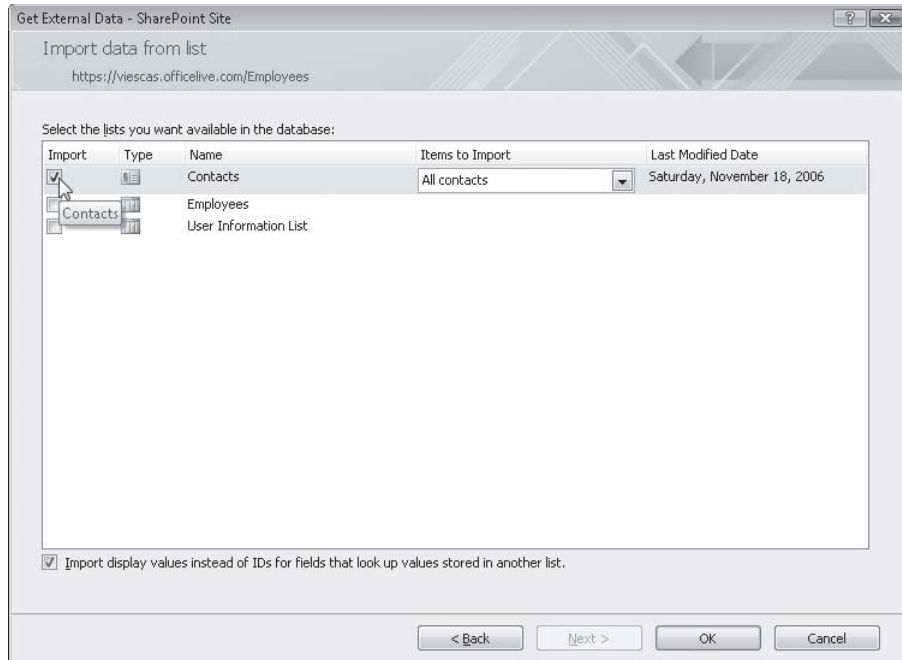 Get External Data - SharePoint Site
Import data from list
https://viescas.officelive.com/Employees
Select the lists you want available in the database:
Import Type Name Items to Import Last Modified Date
Contacts All contacts Saturday, November 18, 2006
Employees
Contacts
User Information List
Import display values instead of IDs for fields that look up values stored in another list.
< Back Next > OK Cancel